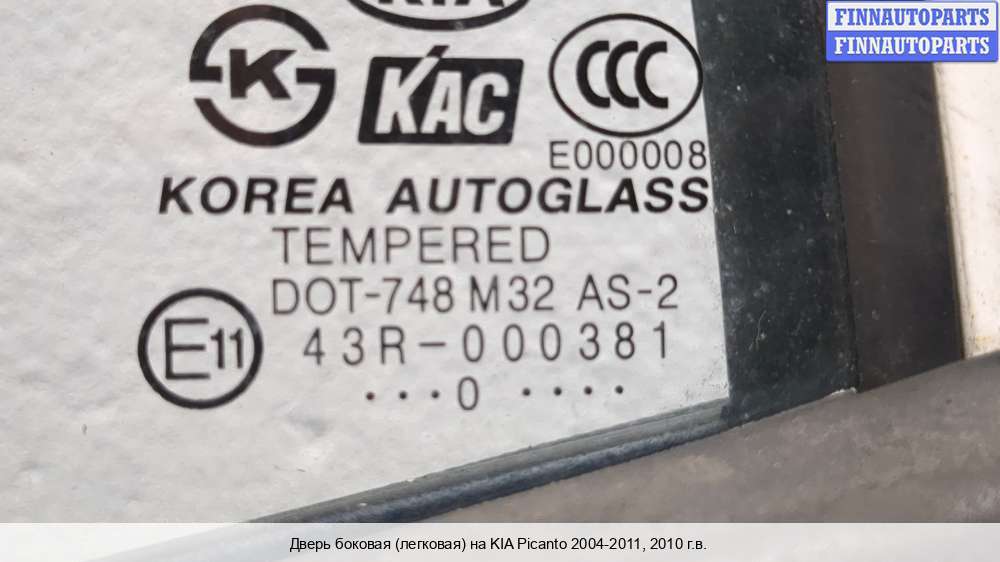 FINNAUTOPARTS
FINNAUTOPARTS
KIA
K
KAC
CCC
E000008
KOREA AUTOGLASS
TEMPERED
DOT-748 M32 AS-2
E11
43R-000381
···0 ····
Дверь боковая (легковая) на KIA Picanto 2004-2011, 2010 г.в.